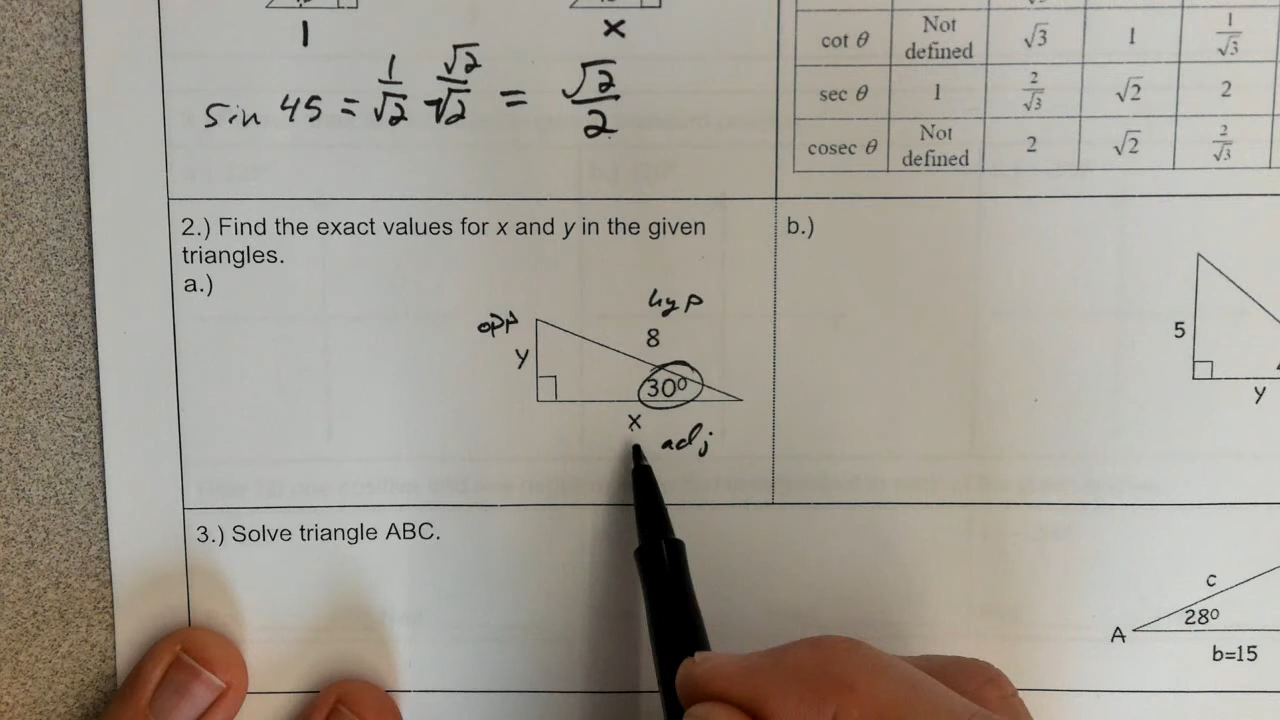 1
x
sin 45 = 1/√2 √2/√2 = √2/2
cot θ Not defined √3 1 1/√3
sec θ 1 2/√3 √2 2
cosec θ Not defined 2 √2 2/√3
2.) Find the exact values for x and y in the given
triangles.
a.)
hyp
opp
8
y
30⁰
x
adj
b.)
5
y
3.) Solve triangle ABC.
c
A
28⁰
b=15